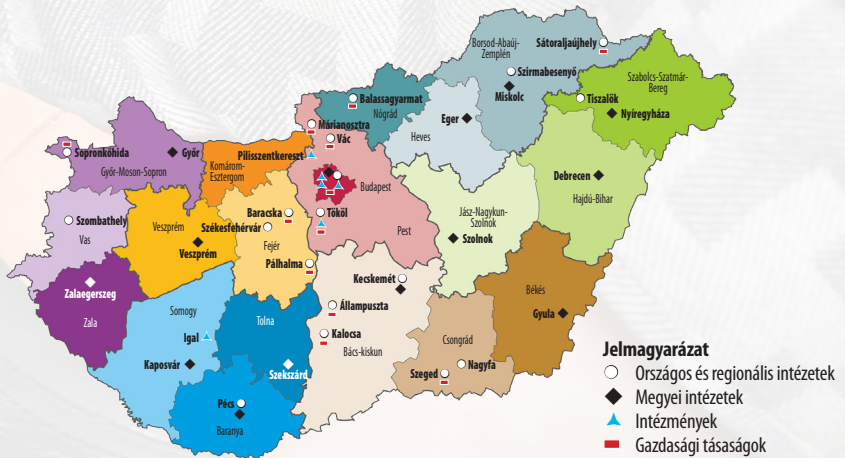 Borsod-Abaúj-
Zemplén
Sátoraljaújhely
Szirmabesenyő
Miskolc
Szabolcs-Szatmár-
Bereg
Tiszalök
Nyíregyháza
Balassagyarmat
Nógrád
Eger
Heves
Márianosztra
Vác
Pilisszentkereszt
Sopronkőhida
Győr
Győr-Moson-Sopron
Komárom-
Esztergom
Budapest
Debrecen
Hajdú-Bihar
Jász-Nagykun-
Szolnok
Szolnok
Szombathely
Vas
Veszprém
Veszprém
Baracska
Székesfehérvár
Fejér
Tököl
Pest
Pálhalma
Zalaegerszeg
Zala
Somogy
Igal
Kaposvár
Tolna
Szekszárd
Kecskemét
Állampuszta
Kalocsa
Bács-kiskun
Békés
Gyula
Csongrád
Nagyfa
Szeged
Pécs
Baranya
Jelmagyarázat
Országos és regionális intézetek
Megyei intézetek
Intézmények
Gazdasági tásaságok